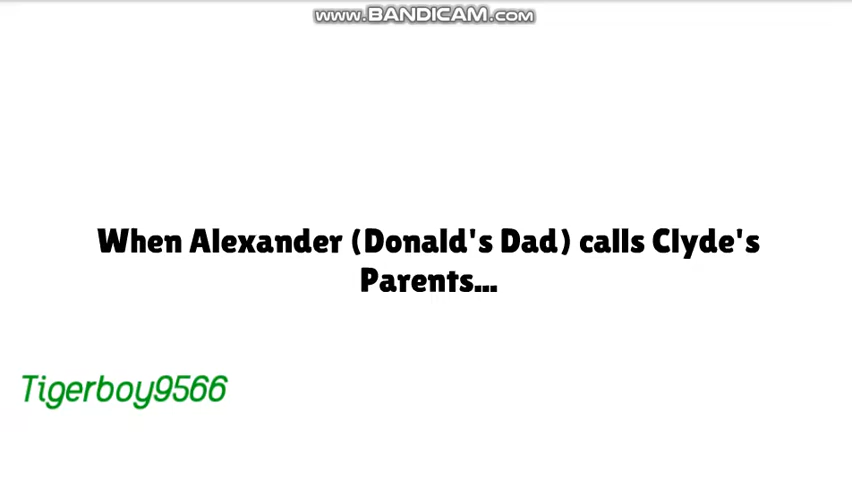 www.BANDICAM.com
When Alexander (Donald's Dad) calls Clyde's
Parents...
Tigerboy9566